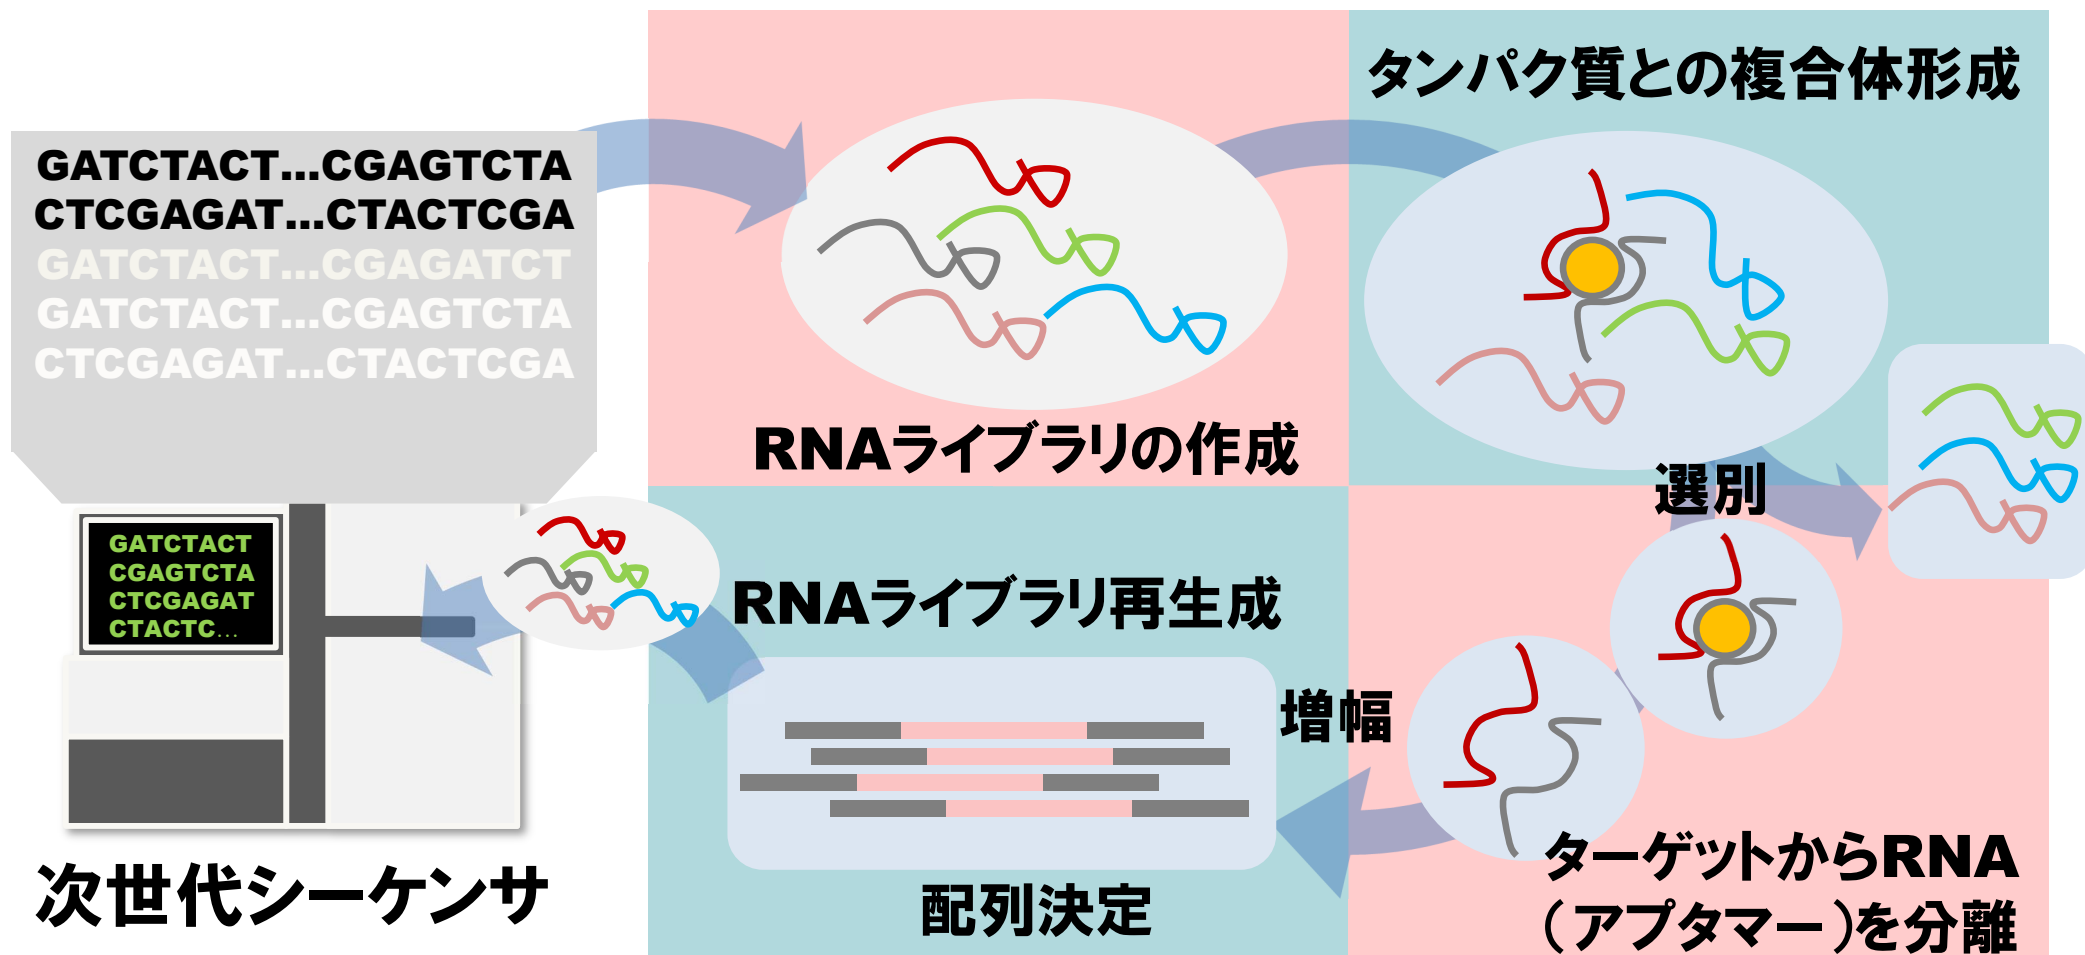 GATCTACT...CGAGTCTA
CTCGAGAT...CTACTCGA
GATCTACT...CGAGATCT
GATCTACT...CGAGTCTA
CTCGAGAT...CTACTCGA
GATCTACT
CGAGTCTA
CTCGAGAT
CTACTC...
次世代シーケンサ
RNAライブラリの作成
タンパク質との複合体形成
選別
ターゲットからRNA
（アプタマー）を分離
増幅
RNAライブラリ再生成
配列決定